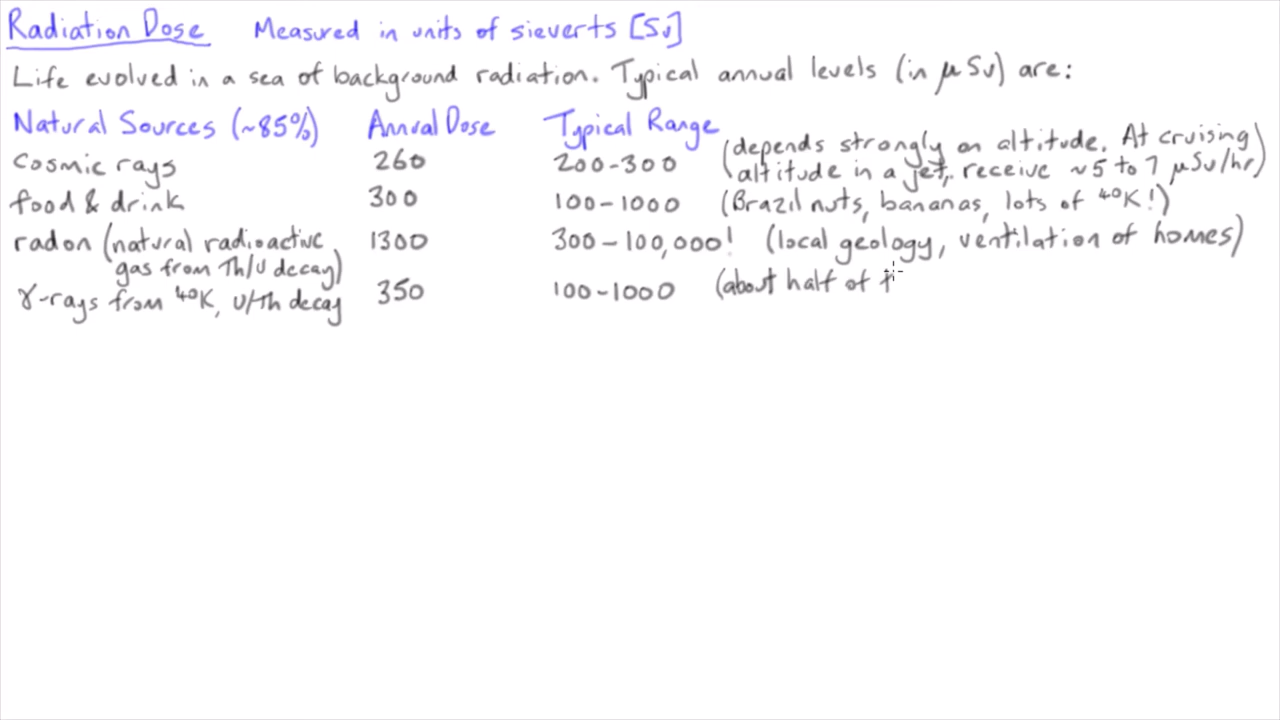 Radiation Dose Measured in units of sieverts [Sv]
Life evolved in a sea of background radiation. Typical annual levels (in μSv) are:
Natural Sources (~85%) Annual Dose Typical Range
cosmic rays 260 200-300 (depends strongly on altitude. At cruising
altitude in a jet, receive ~5 to 7 μSv/hr)
food & drink 300 100-1000 (Brazil nuts, bananas, lots of ⁴⁰K!)
radon (natural radioactive 1300 300-100,000! (local geology, ventilation of homes)
gas from Th/U decay)
γ-rays from ⁴⁰K, U/Th decay 350 100-1000 (about half of